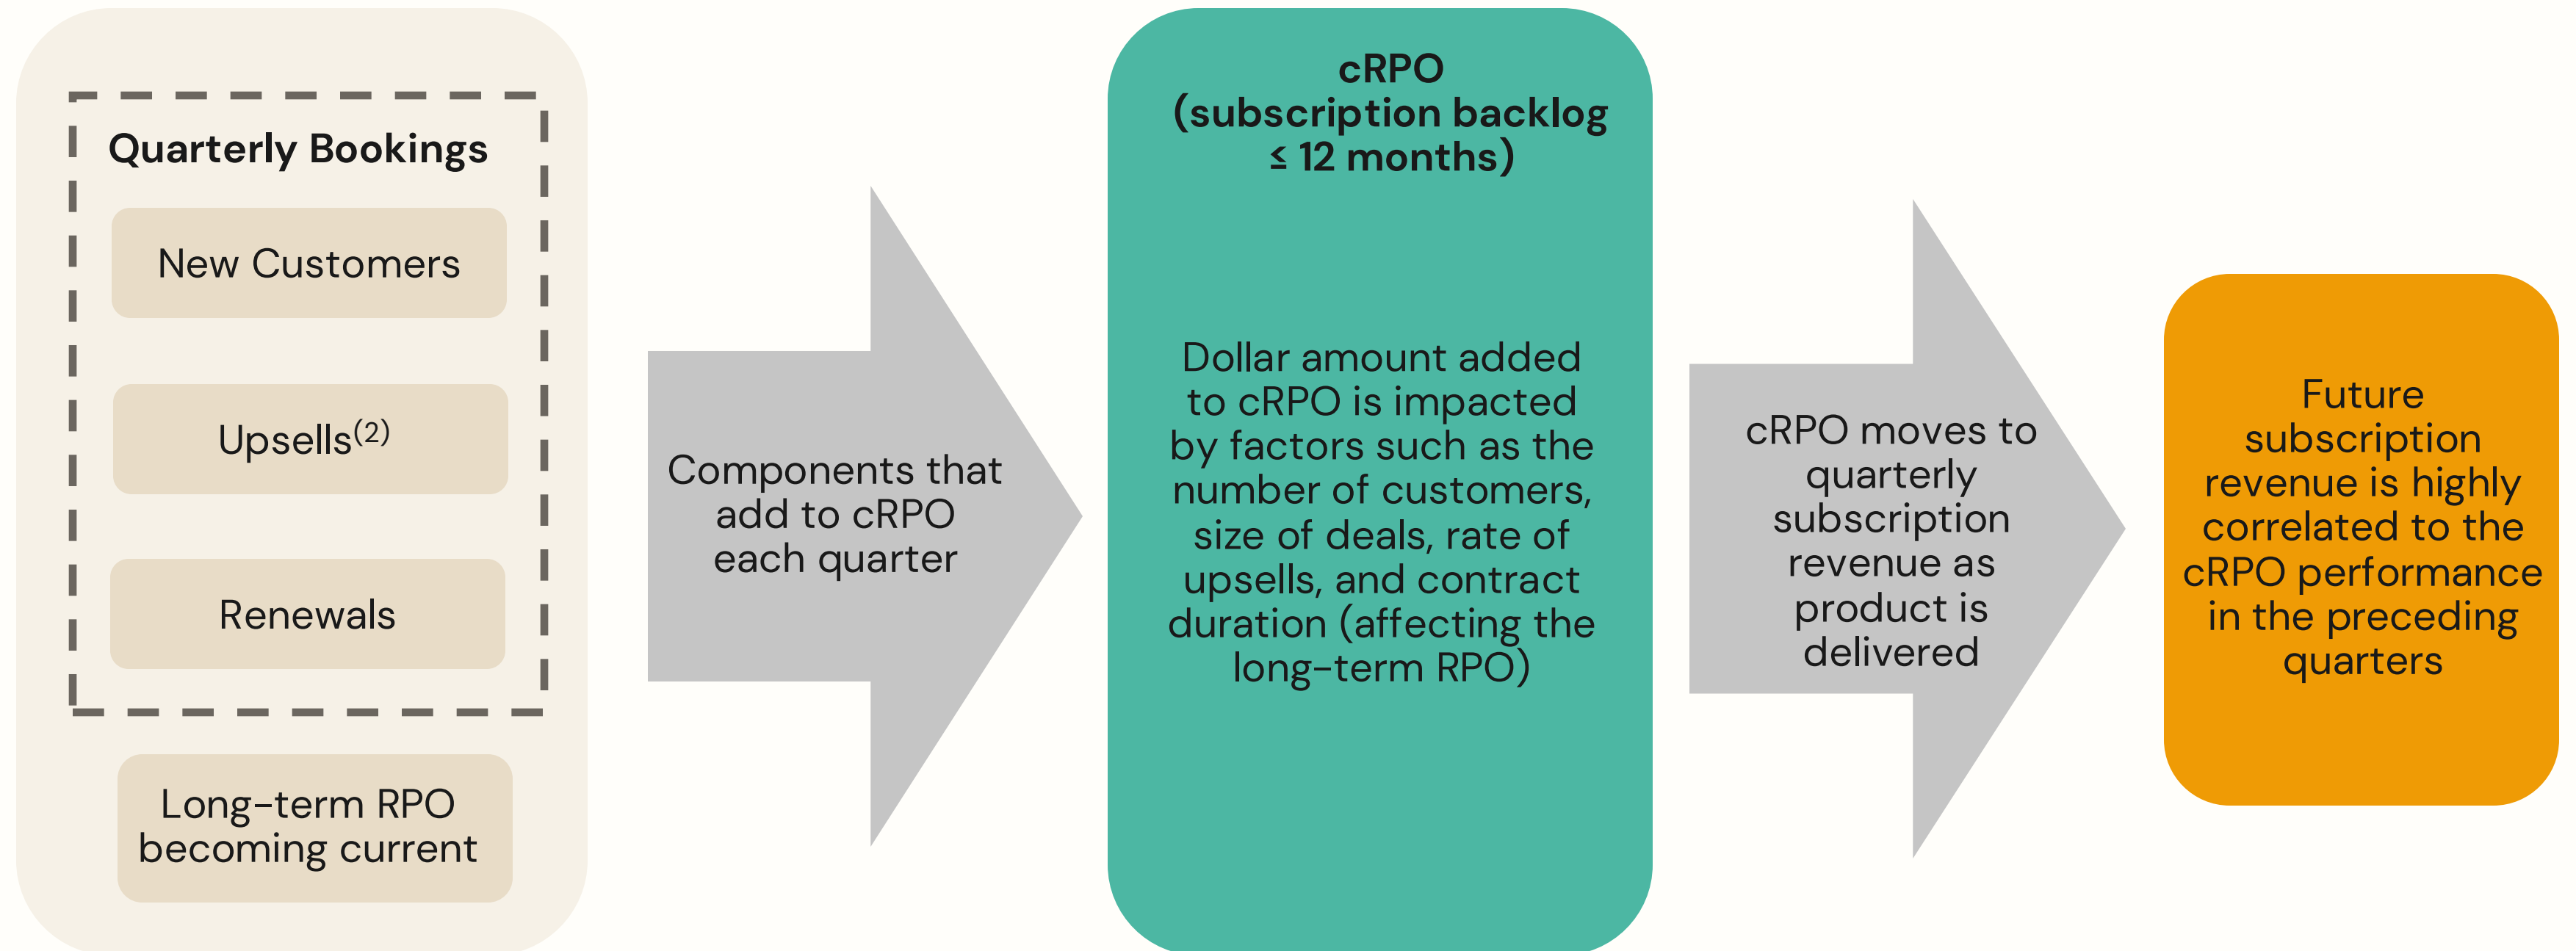 Quarterly Bookings
New Customers
Upsells(2)
Renewals
Long-term RPO
becoming current
Components that
add to cRPO
each quarter
cRPO
(subscription backlog
≤ 12 months)
Dollar amount added
to cRPO is impacted
by factors such as the
number of customers,
size of deals, rate of
upsells, and contract
duration (affecting the
long-term RPO)
cRPO moves to
quarterly
subscription
revenue as
product is
delivered
Future
subscription
revenue is highly
correlated to the
cRPO performance
in the preceding
quarters